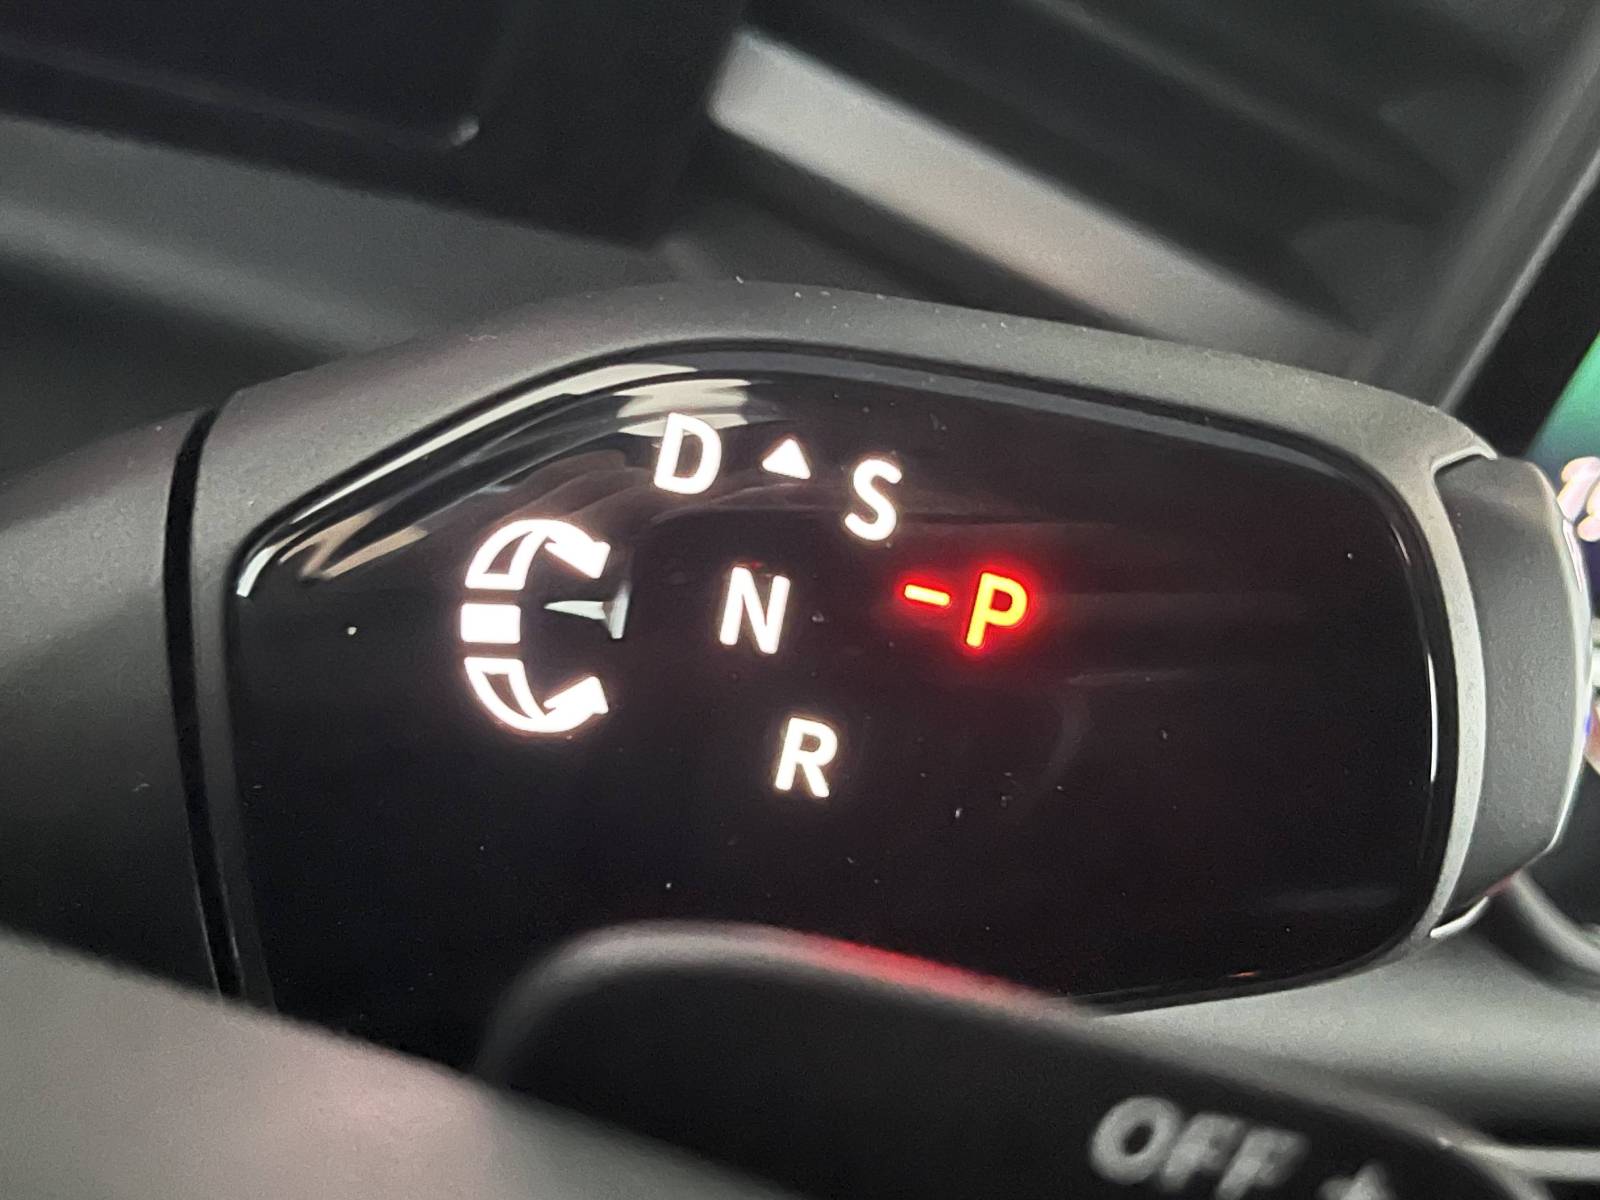 D ▲ S
N -P
R
OFF